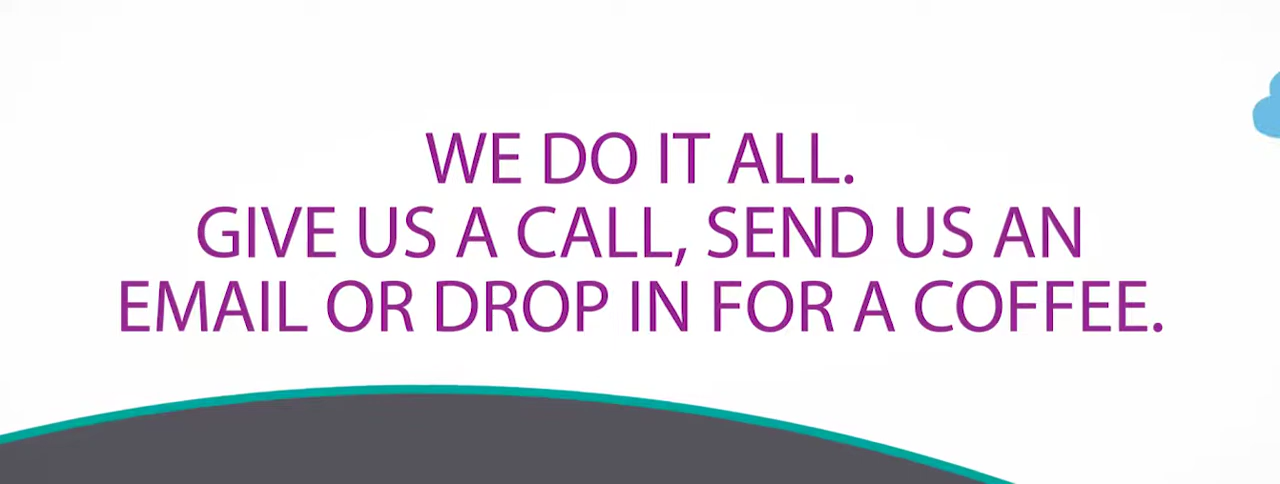 WE DO IT ALL.
GIVE US A CALL, SEND US AN
EMAIL OR DROP IN FOR A COFFEE.